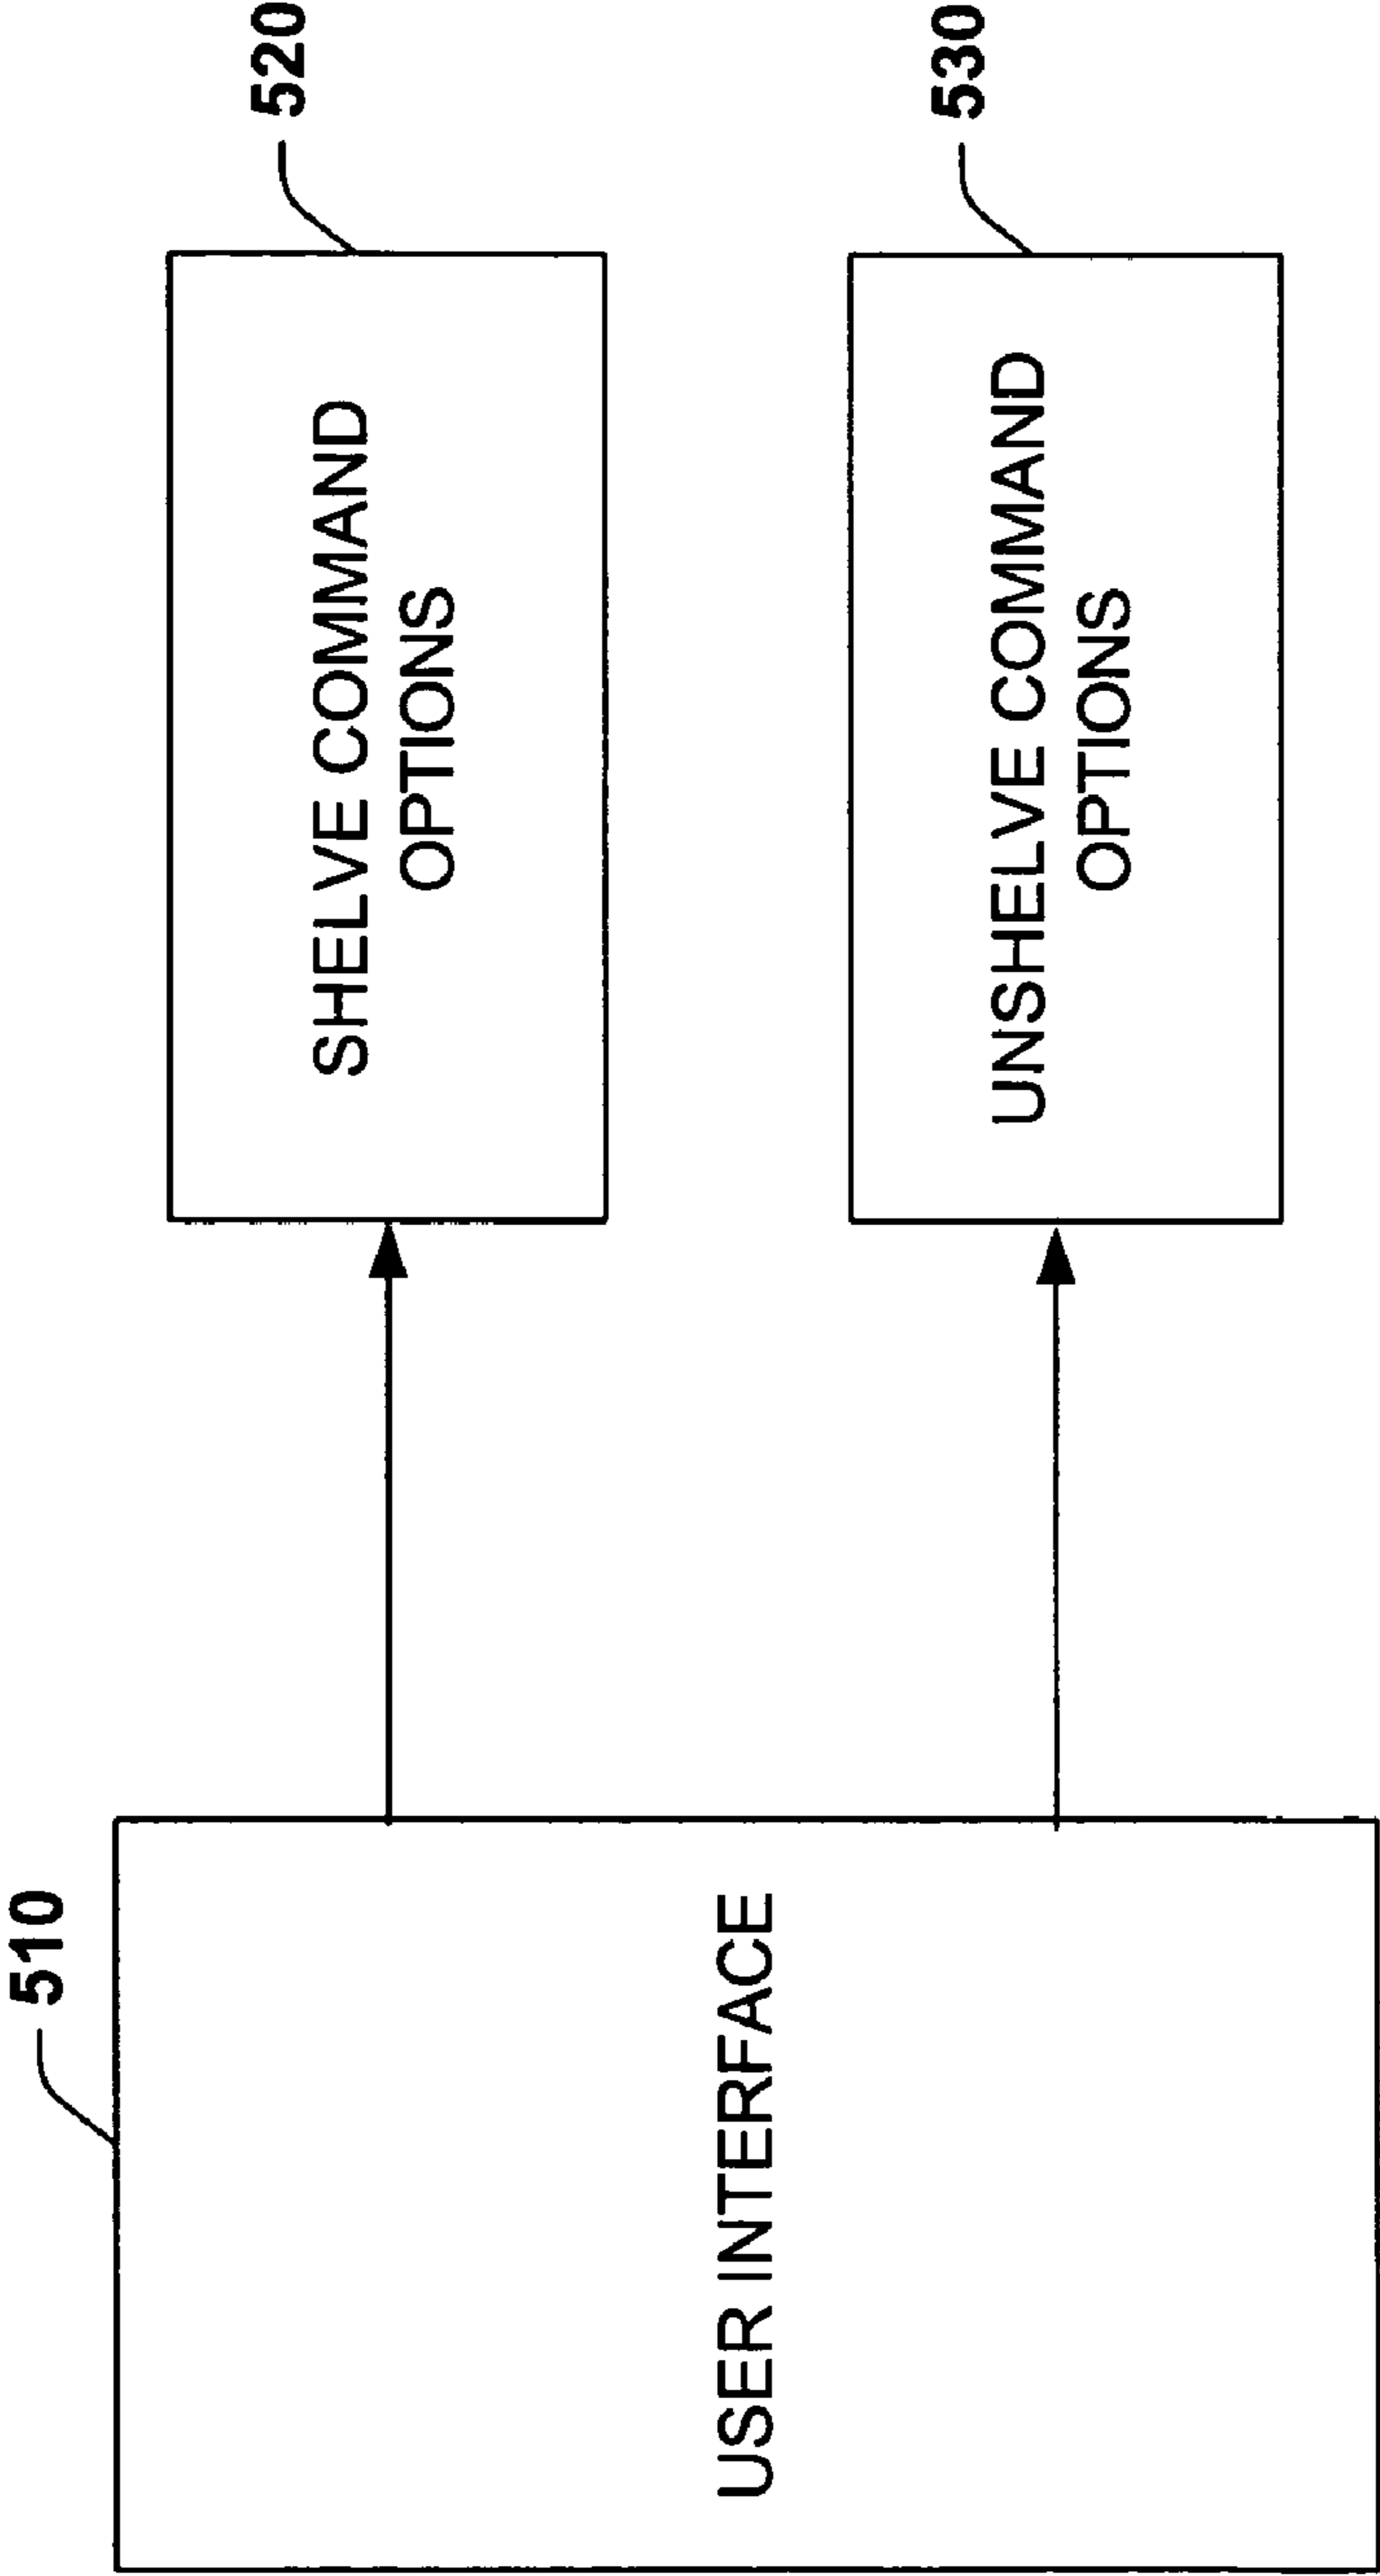 510
USER INTERFACE
520
SHELVE COMMAND
OPTIONS
530
UNSHELVE COMMAND
OPTIONS